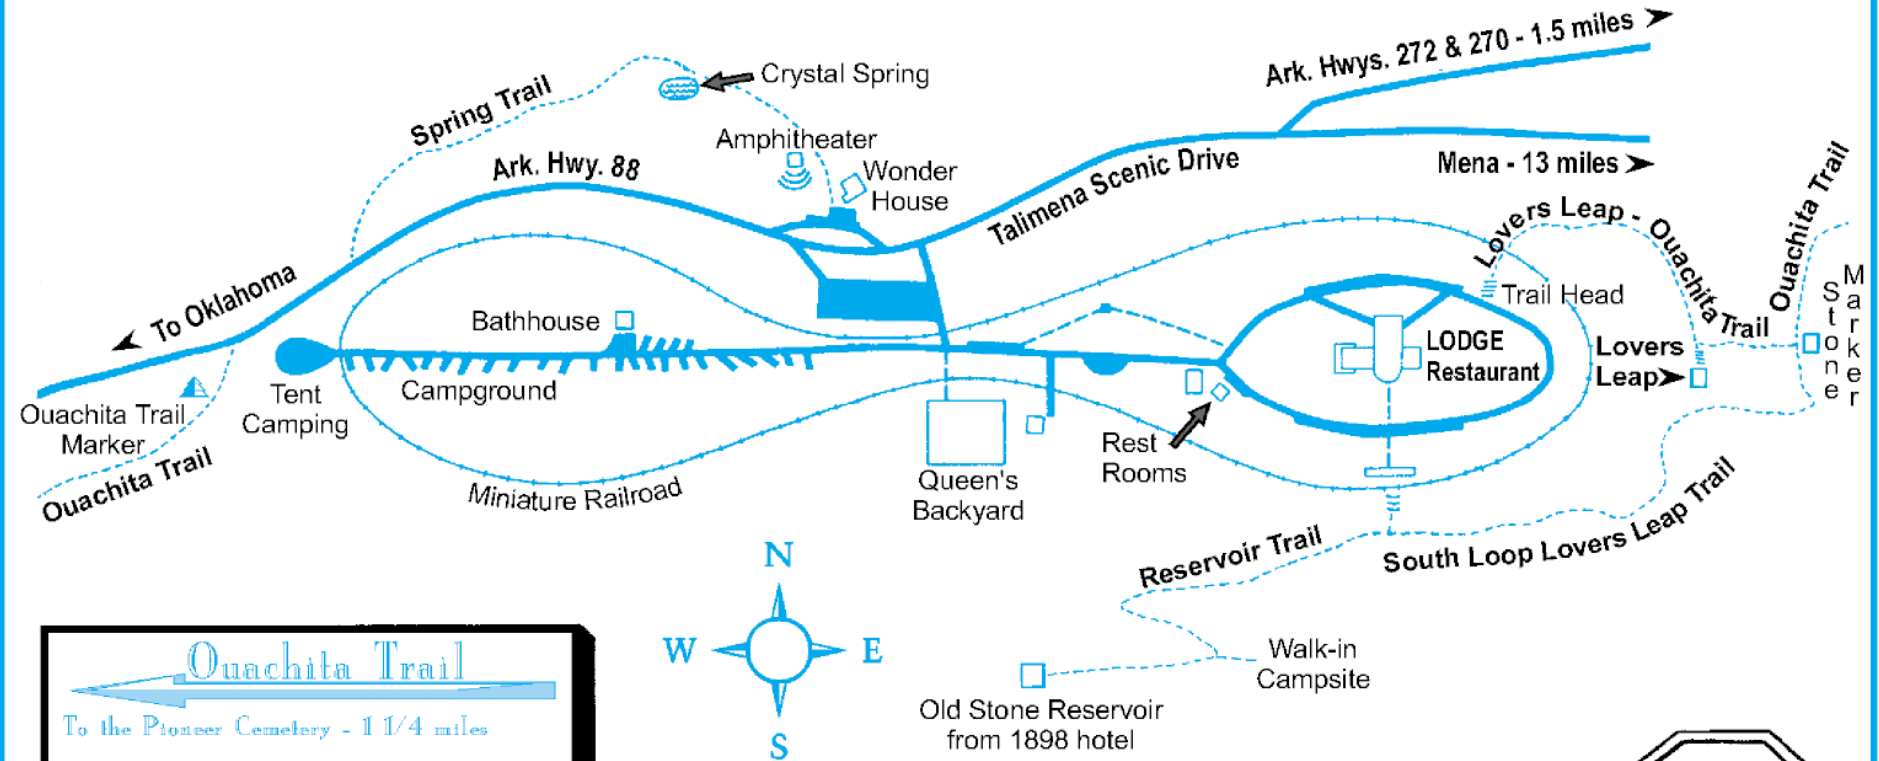 Ark. Hwys. 272 & 270 - 1.5 miles
Crystal Spring
Spring Trail
Amphitheater
Ark. Hwy. 88
Wonder
House
Talimena Scenic Drive
Mena - 13 miles
Lovers Leap - Ouachita Trail
Ouachita Trail
Stone
Marker
To Oklahoma
Trail Head
Bathhouse
LODGE
Restaurant
Lovers
Leap
Campground
Tent
Camping
Ouachita Trail
Marker
Ouachita Trail
Miniature Railroad
Rest
Rooms
Queen's
Backyard
Reservoir Trail
South Loop Lovers Leap Trail
N
W
E
S
Walk-in
Campsite
Old Stone Reservoir
from 1898 hotel
Ouachita Trail
To the Pioneer Cemetery - 1 1/4 miles